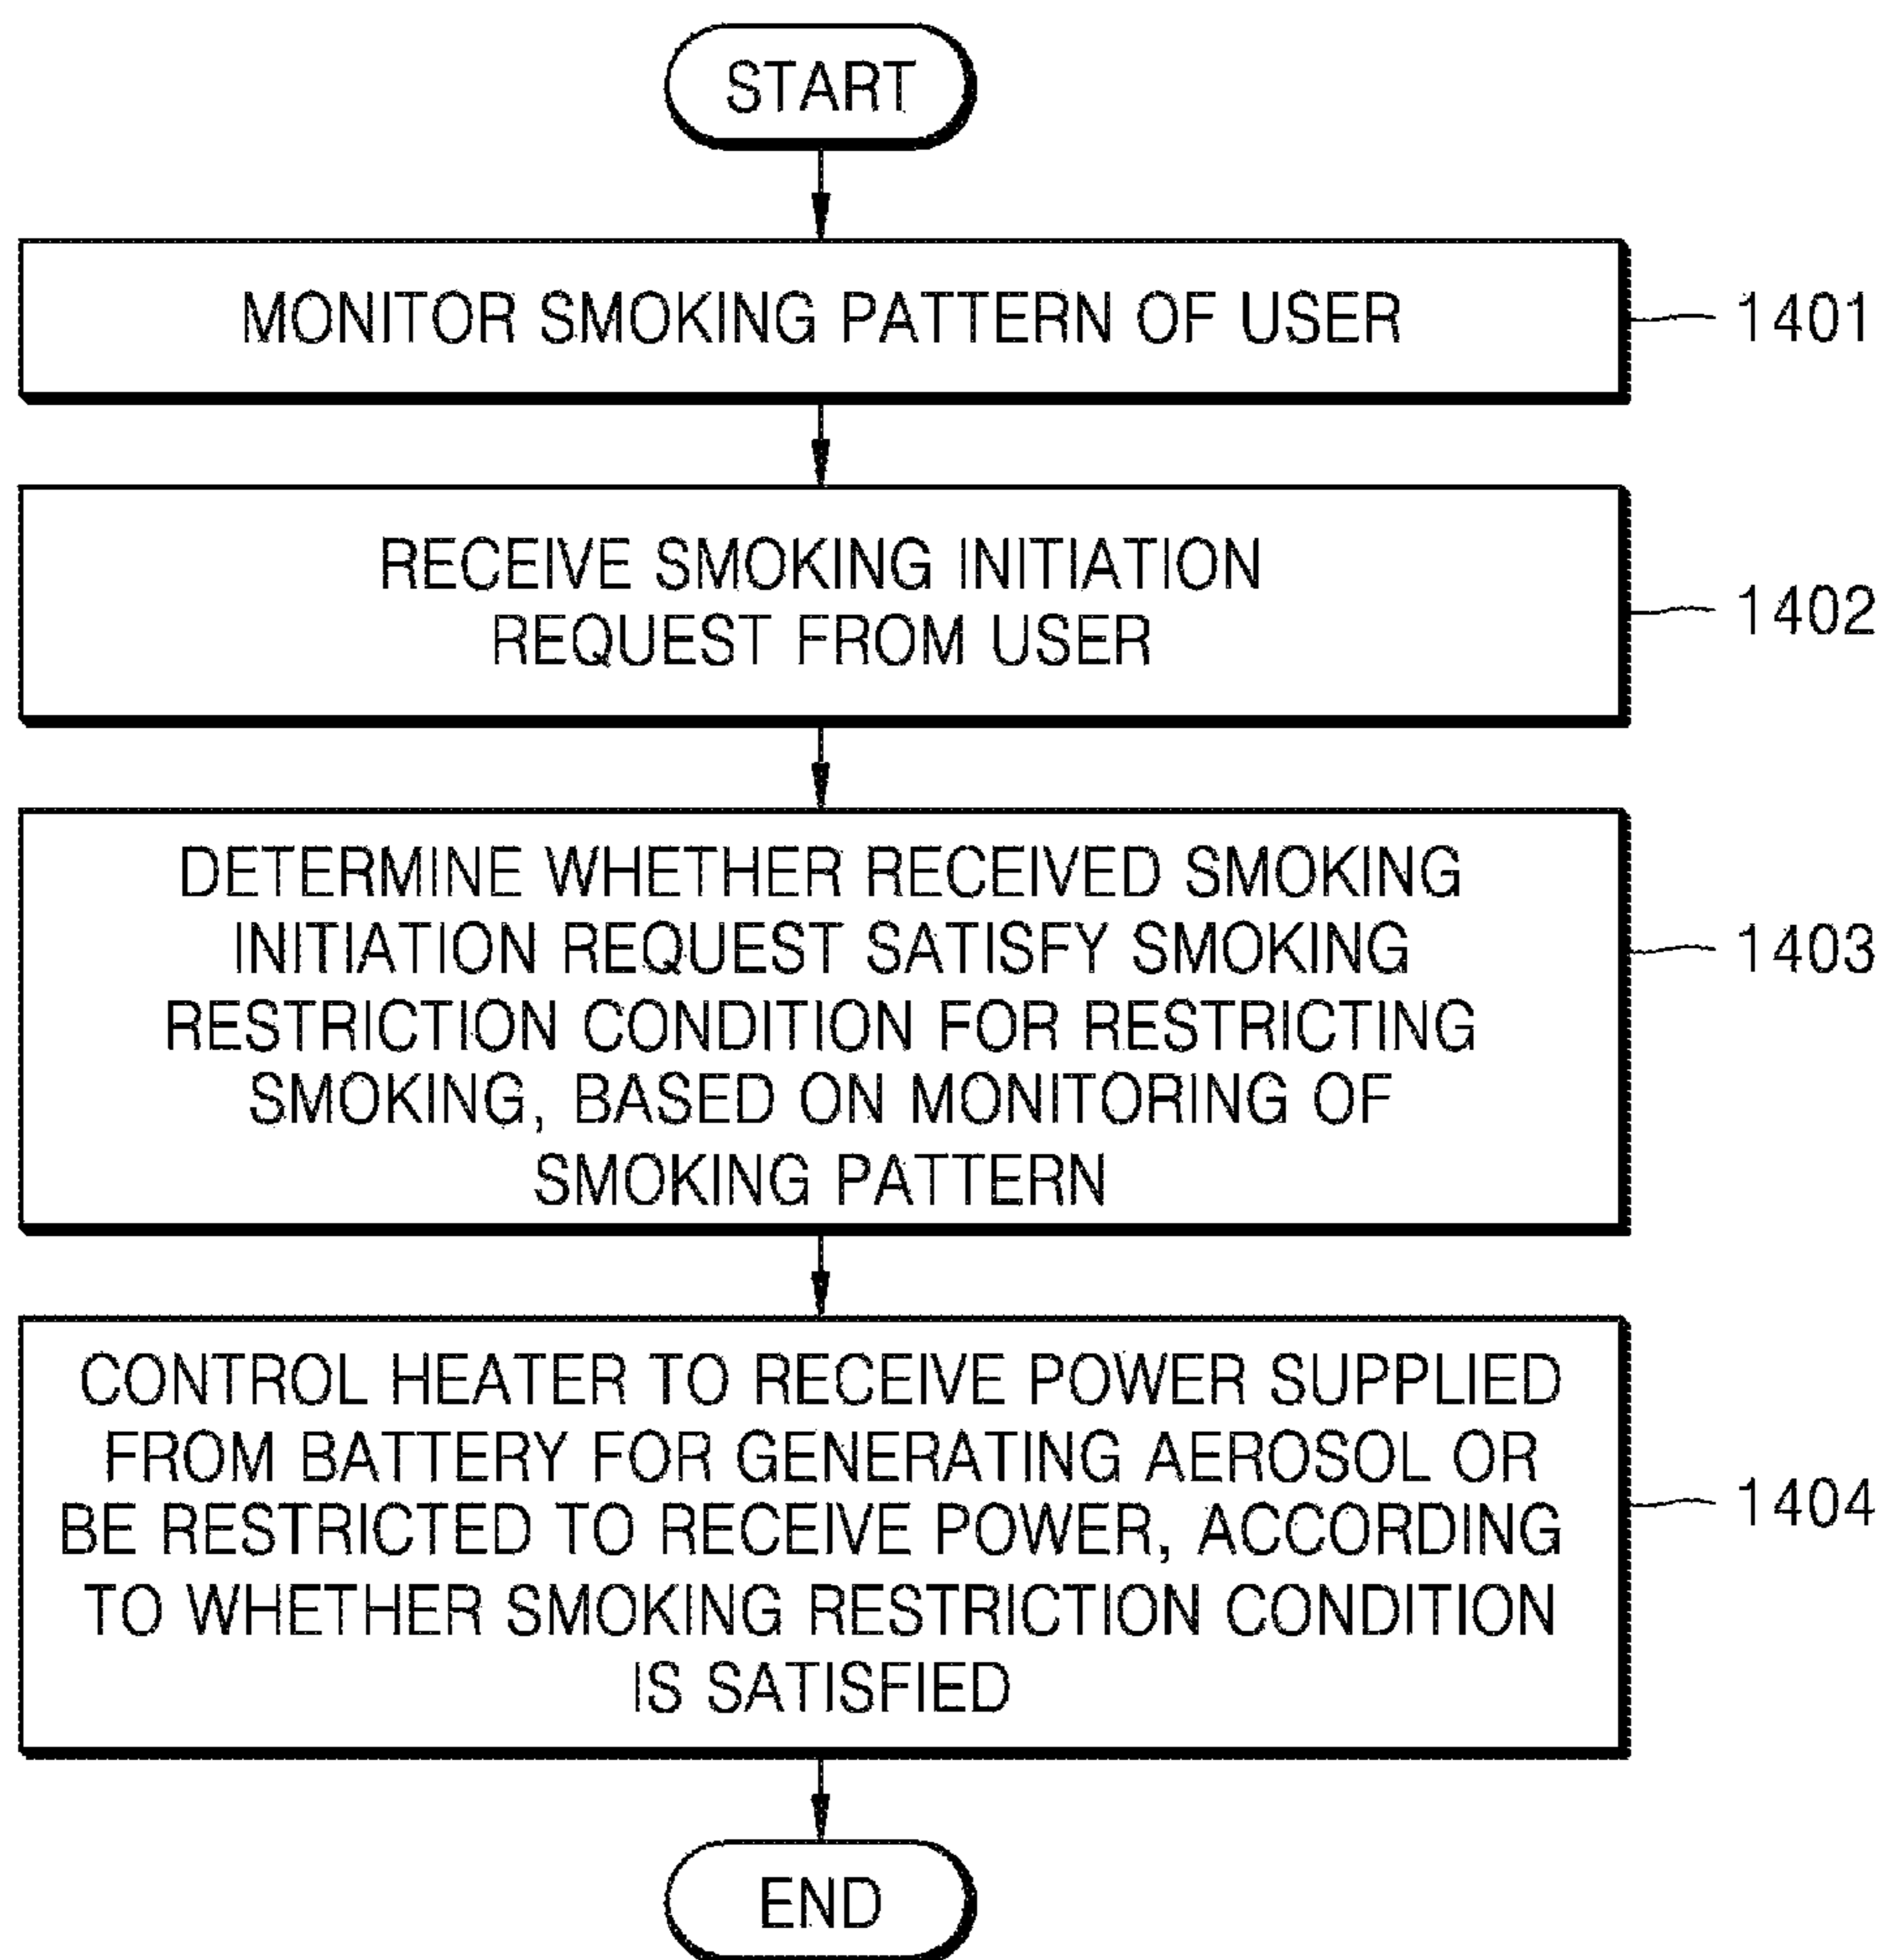 START
MONITOR SMOKING PATTERN OF USER
1401
RECEIVE SMOKING INITIATION
REQUEST FROM USER
1402
DETERMINE WHETHER RECEIVED SMOKING
INITIATION REQUEST SATISFY SMOKING
RESTRICTION CONDITION FOR RESTRICTING
SMOKING, BASED ON MONITORING OF
SMOKING PATTERN
1403
CONTROL HEATER TO RECEIVE POWER SUPPLIED
FROM BATTERY FOR GENERATING AEROSOL OR
BE RESTRICTED TO RECEIVE POWER, ACCORDING
TO WHETHER SMOKING RESTRICTION CONDITION
IS SATISFIED
1404
END